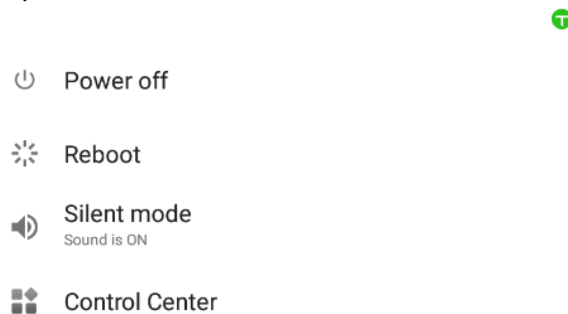 Power off
Reboot
Silent mode
Sound is ON
Control Center